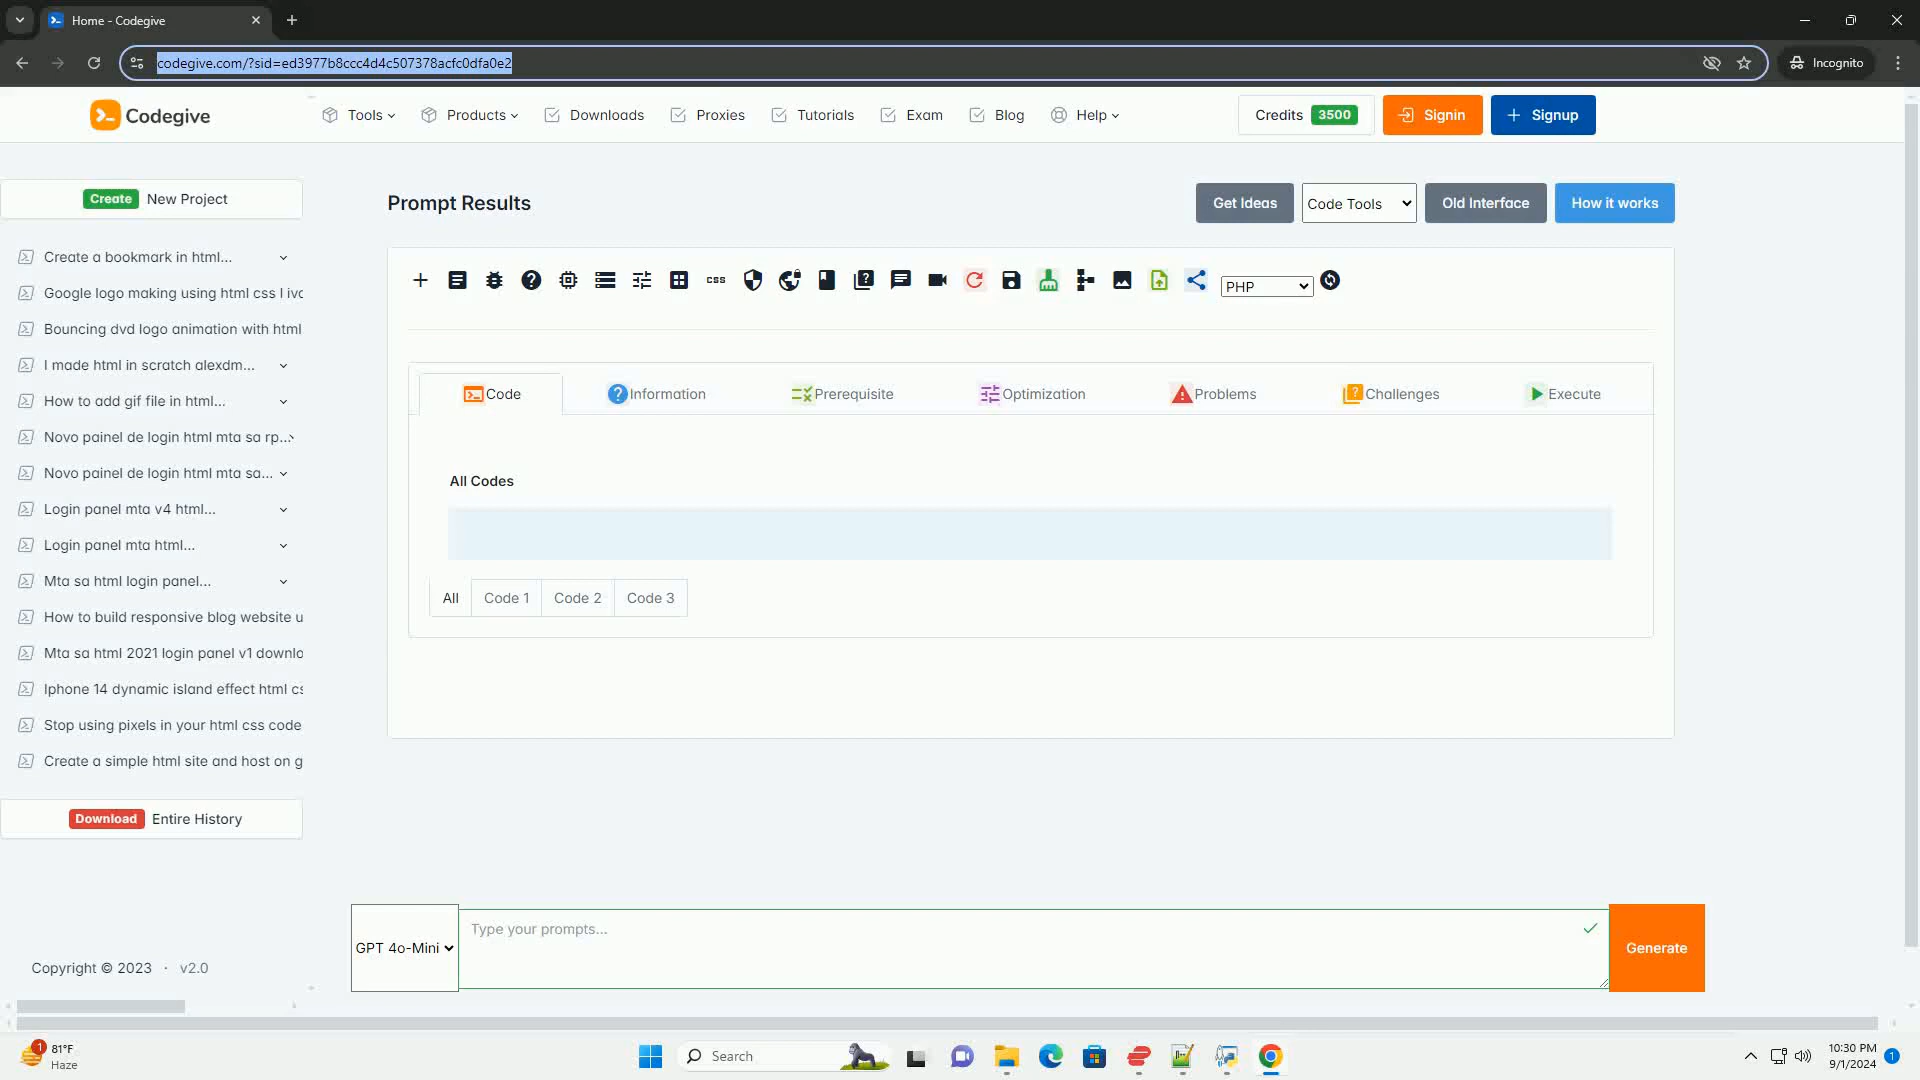 Home - Codegive
codegive.com/?sid=ed3977b8ccc4d4c507378acfc0dfa0e2
Incognito
Codegive
Tools
Products
Downloads
Proxies
Tutorials
Exam
Blog
Help
Credits 3500
Signin
Signup
Create New Project
Create a bookmark in html...
Google logo making using html css l ivc
Bouncing dvd logo animation with html
I made html in scratch alexdm...
How to add gif file in html...
Novo painel de login html mta sa rp...
Novo painel de login html mta sa...
Login panel mta v4 html...
Login panel mta html...
Mta sa html login panel...
How to build responsive blog website u
Mta sa html 2021 login panel v1 downlo
Iphone 14 dynamic island effect html cs
Stop using pixels in your html css code
Create a simple html site and host on g
Download Entire History
Copyright © 2023 · v2.0
Prompt Results
Get Ideas
Code Tools
Old Interface
How it works
css
PHP
Code
Information
Prerequisite
Optimization
Problems
Challenges
Execute
All Codes
All
Code 1
Code 2
Code 3
GPT 4o-Mini
Type your prompts...
Generate
1
81°F
Haze
Search
10:30 PM
9/1/2024
1